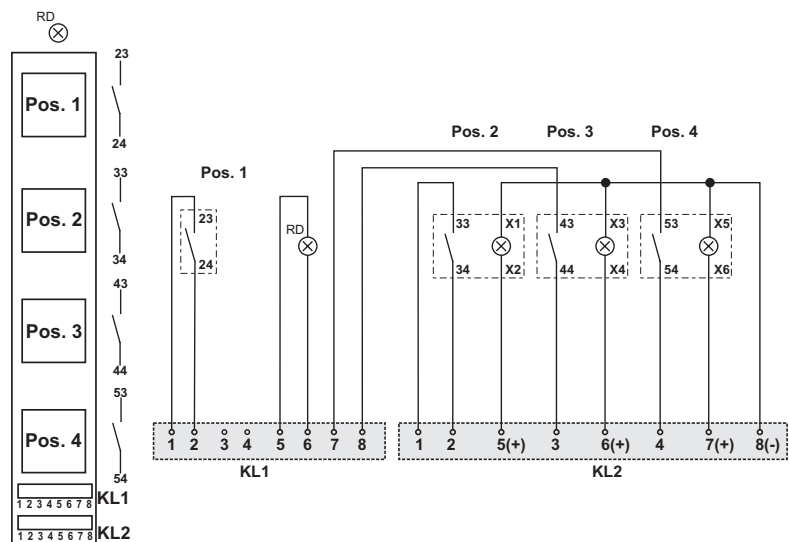 RD
23
Pos. 1
24
33
Pos. 2
34
43
Pos. 3
44
53
Pos. 4
54
1 2 3 4 5 6 7 8 KL1
1 2 3 4 5 6 7 8 KL2
Pos. 2 Pos. 3 Pos. 4
Pos. 1
23
24
RD
33 X1 43 X3 53 X5
34 X2 44 X4 54 X6
1 2 3 4 5 6 7 8
KL1
1 2 5(+) 3 6(+) 4 7(+) 8(-)
KL2